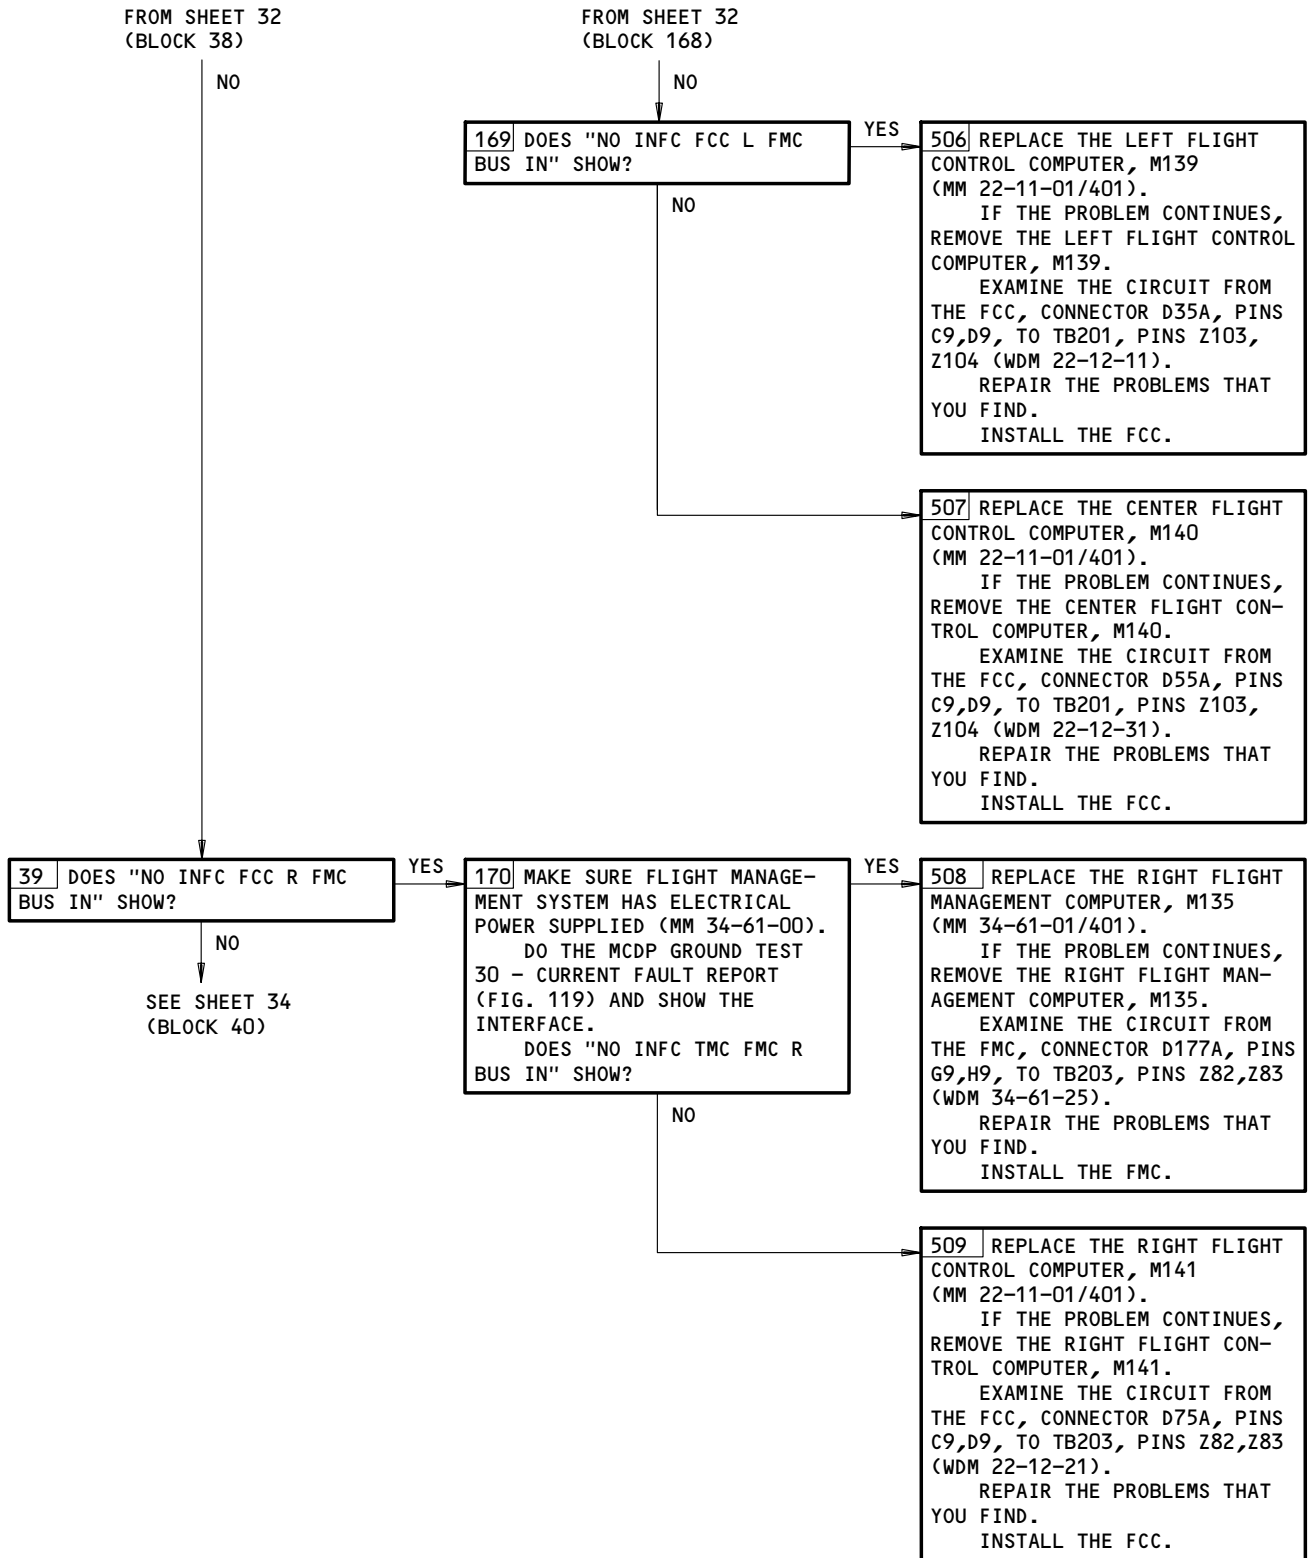 FROM SHEET 32
(BLOCK 38)
NO
FROM SHEET 32
(BLOCK 168)
NO
169 DOES "NO INFC FCC L FMC
BUS IN" SHOW?
YES
NO
506 REPLACE THE LEFT FLIGHT
CONTROL COMPUTER, M139
(MM 22-11-01/401).
IF THE PROBLEM CONTINUES,
REMOVE THE LEFT FLIGHT CONTROL
COMPUTER, M139.
EXAMINE THE CIRCUIT FROM
THE FCC, CONNECTOR D35A, PINS
C9,D9, TO TB201, PINS Z103,
Z104 (WDM 22-12-11).
REPAIR THE PROBLEMS THAT
YOU FIND.
INSTALL THE FCC.
507 REPLACE THE CENTER FLIGHT
CONTROL COMPUTER, M140
(MM 22-11-01/401).
IF THE PROBLEM CONTINUES,
REMOVE THE CENTER FLIGHT CON-
TROL COMPUTER, M140.
EXAMINE THE CIRCUIT FROM
THE FCC, CONNECTOR D55A, PINS
C9,D9, TO TB201, PINS Z103,
Z104 (WDM 22-12-31).
REPAIR THE PROBLEMS THAT
YOU FIND.
INSTALL THE FCC.
39 DOES "NO INFC FCC R FMC
BUS IN" SHOW?
YES
NO
SEE SHEET 34
(BLOCK 40)
170 MAKE SURE FLIGHT MANAGE-
MENT SYSTEM HAS ELECTRICAL
POWER SUPPLIED (MM 34-61-00).
DO THE MCDP GROUND TEST
30 - CURRENT FAULT REPORT
(FIG. 119) AND SHOW THE
INTERFACE.
DOES "NO INFC TMC FMC R
BUS IN" SHOW?
YES
NO
508 REPLACE THE RIGHT FLIGHT
MANAGEMENT COMPUTER, M135
(MM 34-61-01/401).
IF THE PROBLEM CONTINUES,
REMOVE THE RIGHT FLIGHT MAN-
AGEMENT COMPUTER, M135.
EXAMINE THE CIRCUIT FROM
THE FMC, CONNECTOR D177A, PINS
G9,H9, TO TB203, PINS Z82,Z83
(WDM 34-61-25).
REPAIR THE PROBLEMS THAT
YOU FIND.
INSTALL THE FMC.
509 REPLACE THE RIGHT FLIGHT
CONTROL COMPUTER, M141
(MM 22-11-01/401).
IF THE PROBLEM CONTINUES,
REMOVE THE RIGHT FLIGHT CON-
TROL COMPUTER, M141.
EXAMINE THE CIRCUIT FROM
THE FCC, CONNECTOR D75A, PINS
C9,D9, TO TB203, PINS Z82,Z83
(WDM 22-12-21).
REPAIR THE PROBLEMS THAT
YOU FIND.
INSTALL THE FCC.